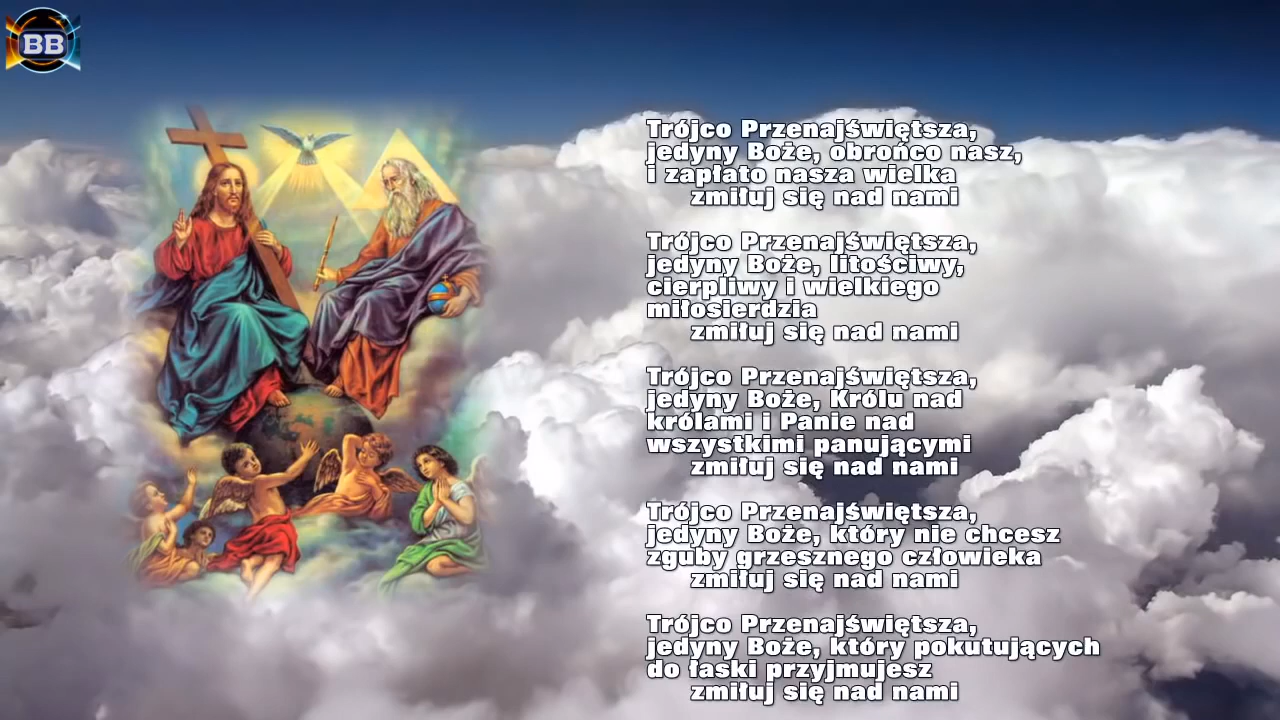 BB
Trójco Przenajświętsza,
jedyny Boże, obrońco nasz,
i zapłato nasza wielka
zmiłuj się nad nami
Trójco Przenajświętsza,
jedyny Boże, litościwy,
cierpliwy i wielkiego
miłosierdzia
zmiłuj się nad nami
Trójco Przenajświętsza,
jedyny Boże, Królu nad
królami i Panie nad
wszystkimi panującymi
zmiłuj się nad nami
Trójco Przenajświętsza,
jedyny Boże, który nie chcesz
zguby grzesznego człowieka
zmiłuj się nad nami
Trójco Przenajświętsza,
jedyny Boże, który pokutujących
do łaski przyjmujesz
zmiłuj się nad nami